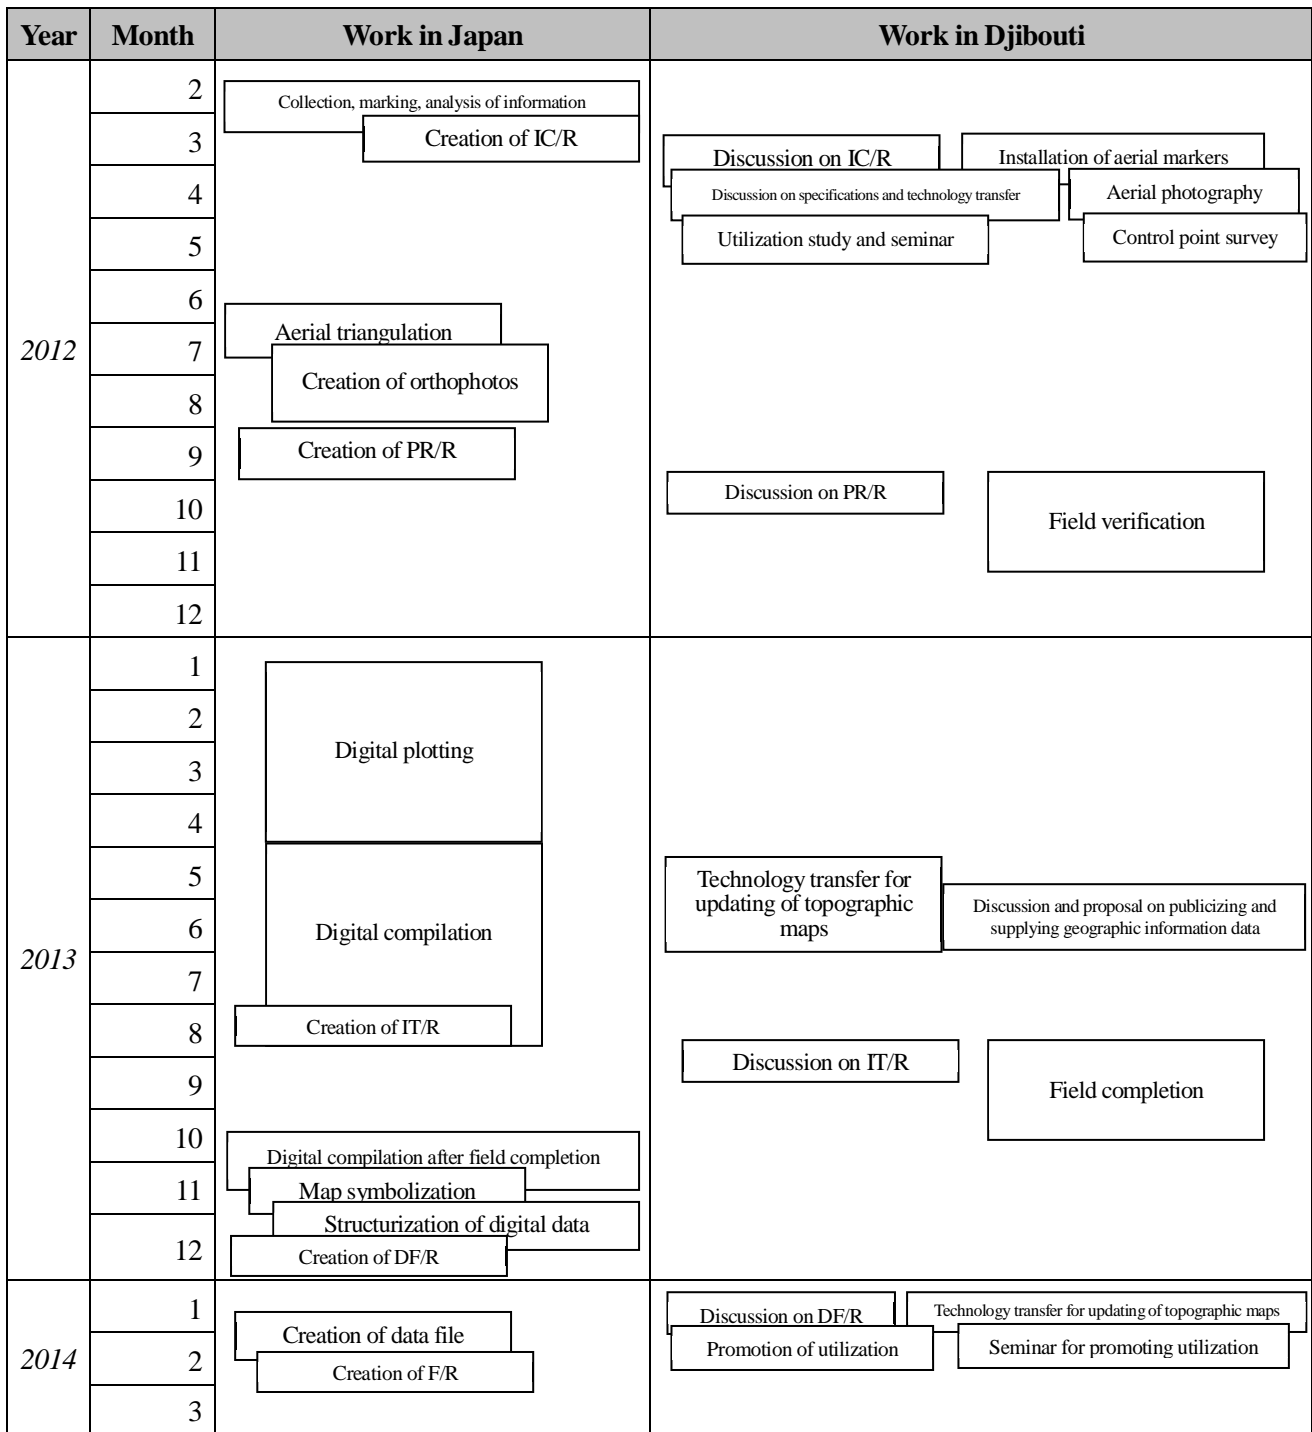 Year Month Work in Japan Work in Djibouti
2012
2
Collection, marking, analysis of information
3
Creation of IC/R
Discussion on IC/R
Installation of aerial markers
4
Discussion on specifications and technology transfer
Aerial photography
5
Utilization study and seminar
Control point survey
6
7
Aerial triangulation
8
Creation of orthophotos
9
Creation of PR/R
10
Discussion on PR/R
Field verification
11
12
2013
1
2
3
Digital plotting
4
5
Technology transfer for
updating of topographic
maps
Discussion and proposal on publicizing and
supplying geographic information data
6
Digital compilation
7
8
Creation of IT/R
Discussion on IT/R
9
Field completion
10
Digital compilation after field completion
11
Map symbolization
Structurization of digital data
12
Creation of DF/R
2014
1
Creation of data file
Discussion on DF/R
Technology transfer for updating of topographic maps
2
Creation of F/R
Promotion of utilization
Seminar for promoting utilization
3